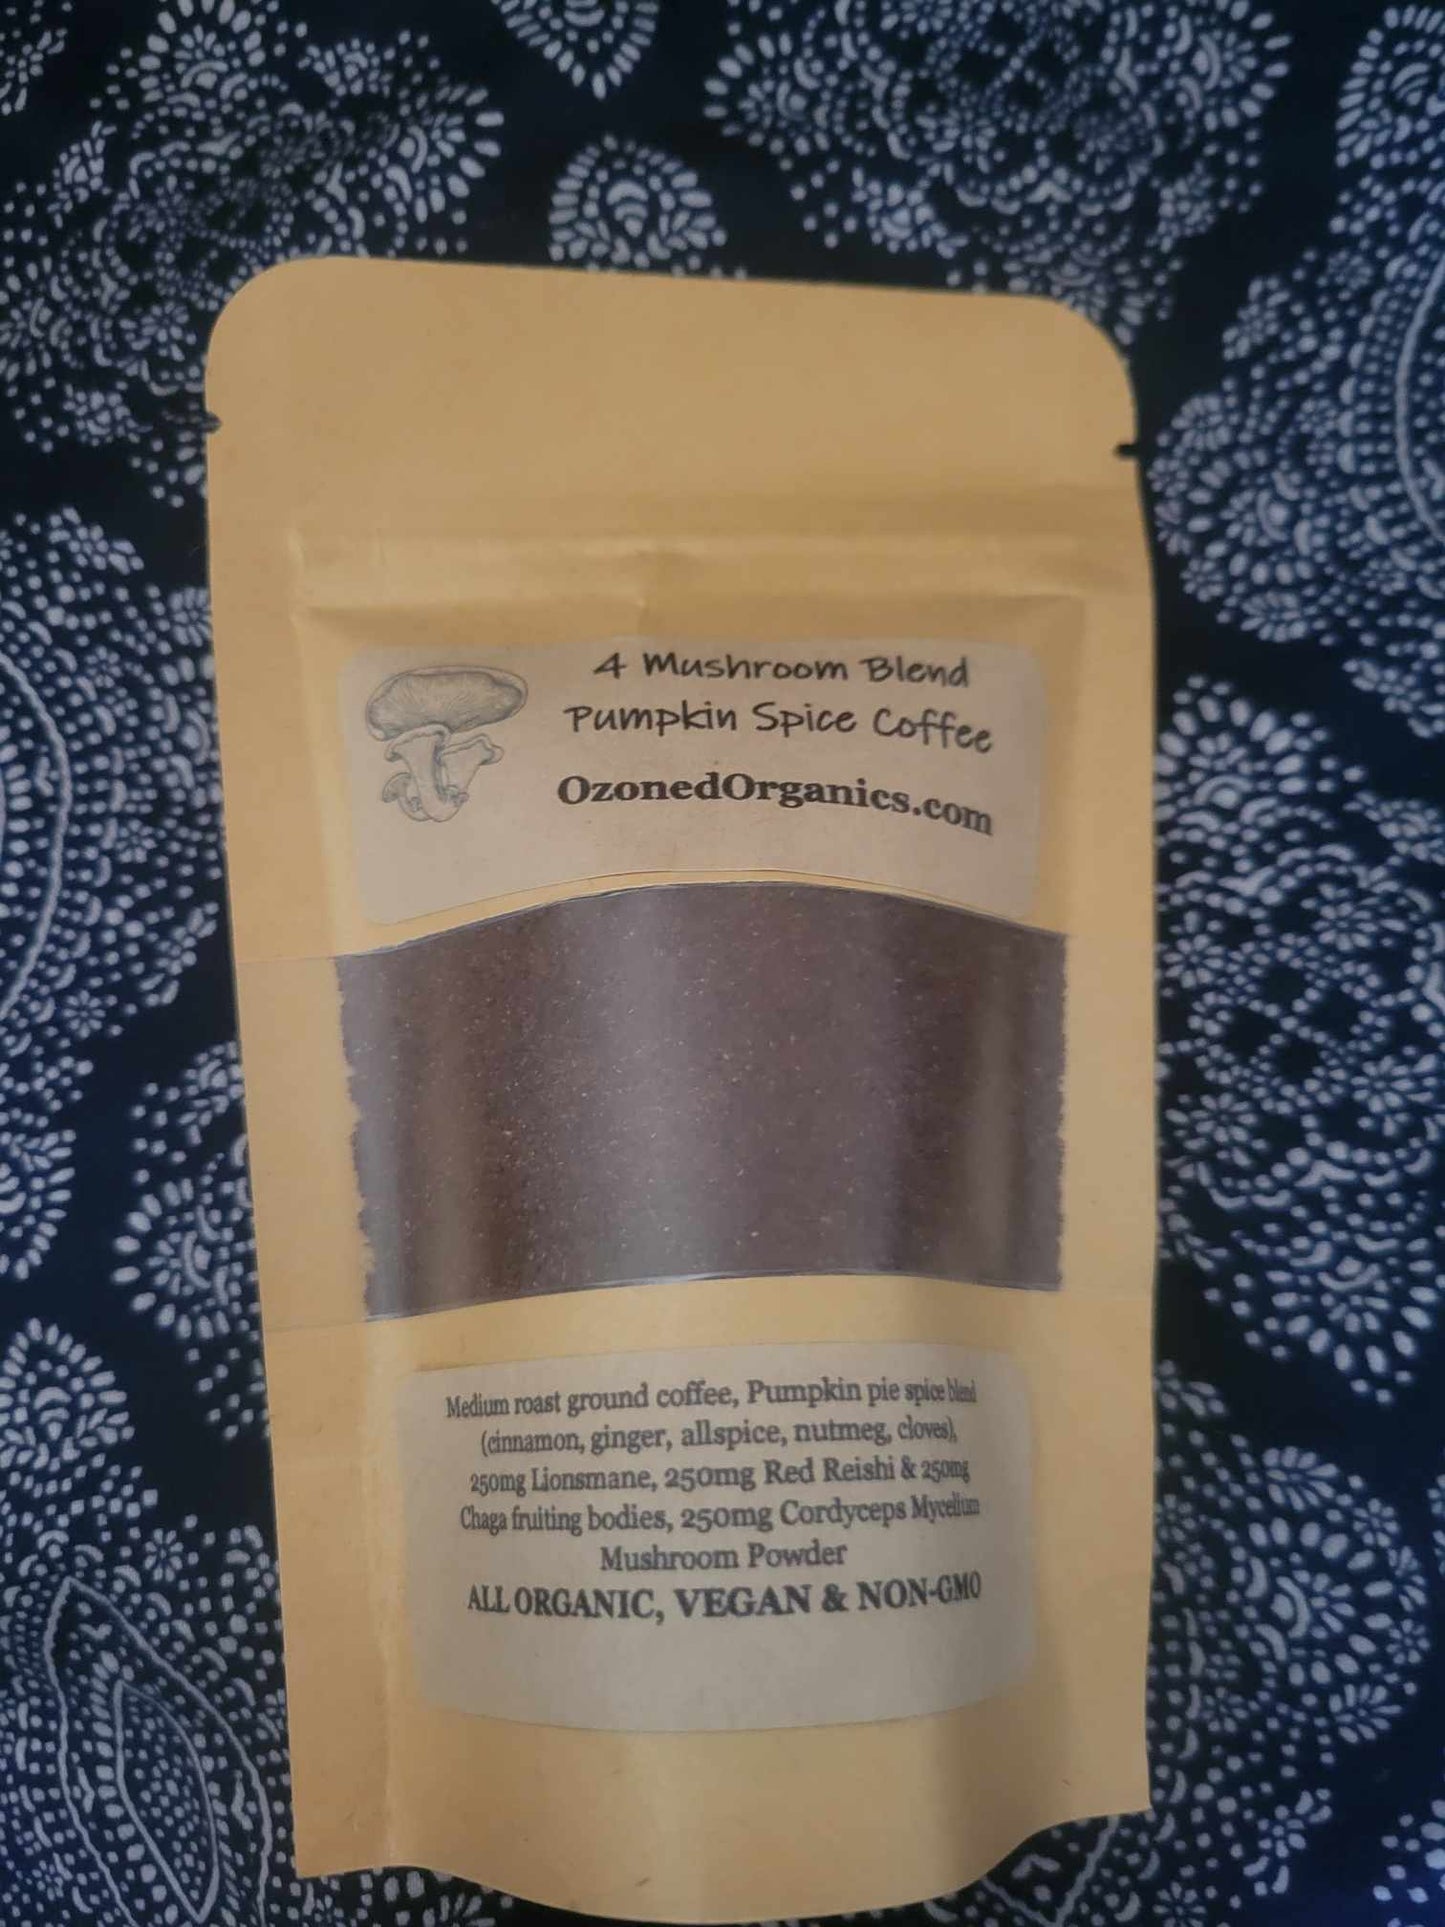 4 Mushroom Blend
Pumpkin Spice Coffee
OzonedOrganics.com
Medium roast ground coffee, Pumpkin pie spice blend
(cinnamon, ginger, allspice, nutmeg, cloves),
250mg Lionsmane, 250mg Red Reishi & 250mg
Chaga fruiting bodies, 250mg Cordyceps Mycelium
Mushroom Powder
ALL ORGANIC, VEGAN & NON-GMO